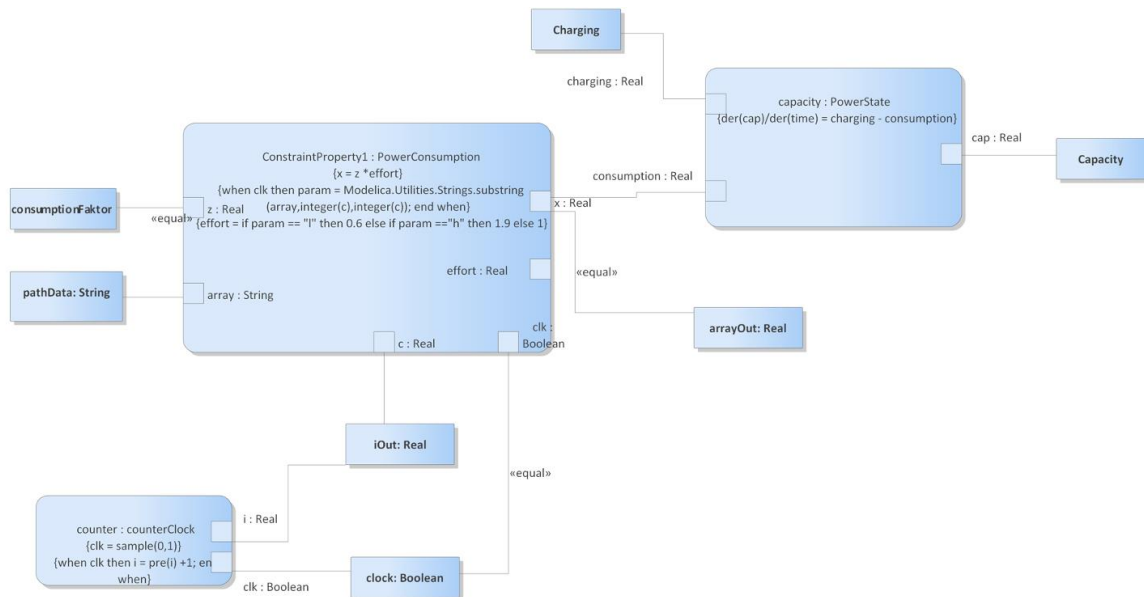 Charging
charging : Real
capacity : PowerState
{der(cap)/der(time) = charging - consumption}
cap : Real
Capacity
consumption : Real
ConstraintProperty1 : PowerConsumption
{x = z *effort}
{when clk then param = Modelica.Utilities.Strings.substring
(array,integer(c),integer(c)); end when}
{effort = if param == "l" then 0.6 else if param =="h" then 1.9 else 1}
consumptionFaktor
«equal»
z : Real
x : Real
effort : Real
«equal»
pathData: String
array : String
arrayOut: Real
c : Real
clk :
Boolean
iOut: Real
«equal»
i : Real
counter : counterClock
{clk = sample(0,1)}
{when clk then i = pre(i) +1; en
when}
clk : Boolean
clock: Boolean